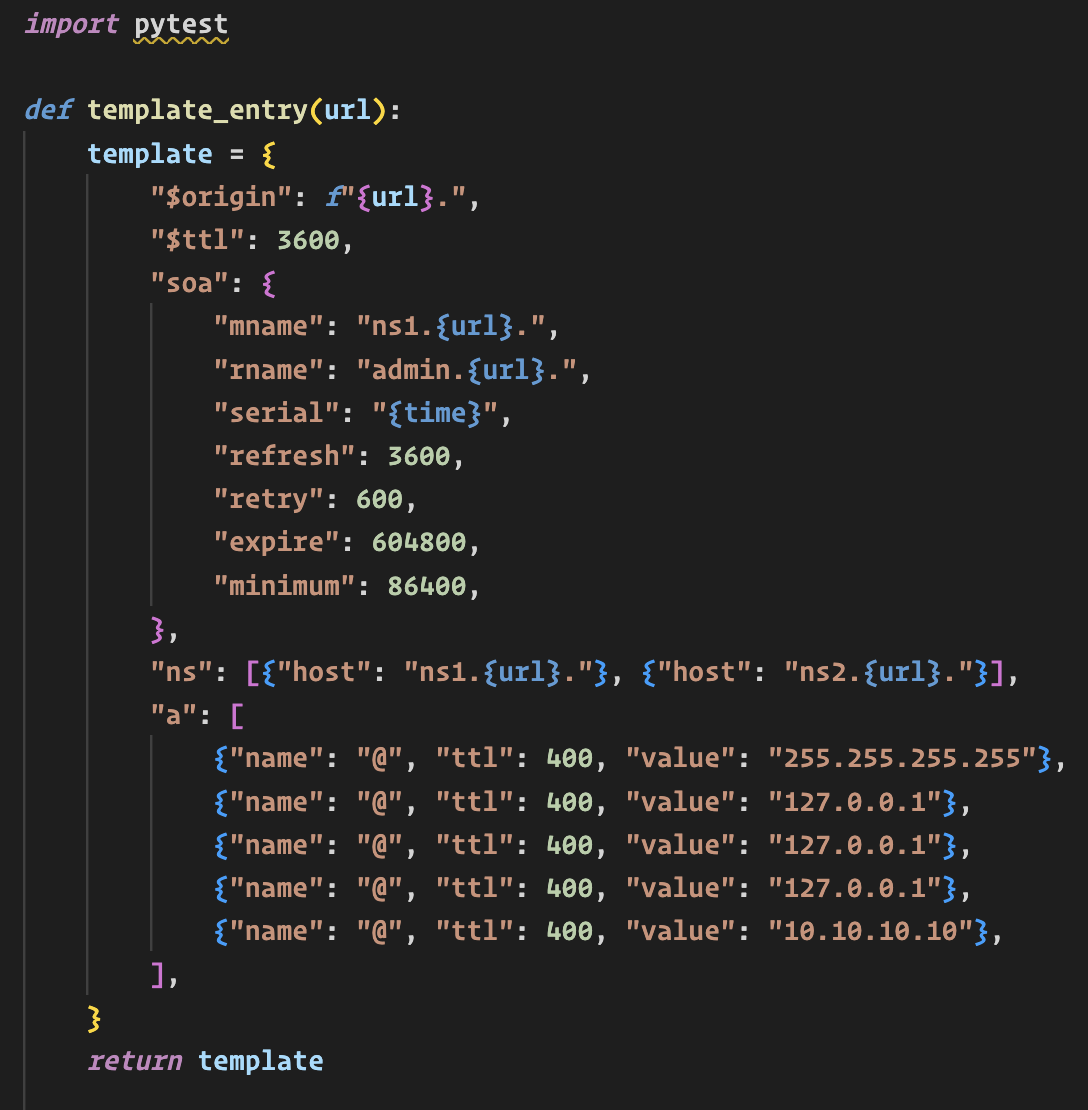 import pytest

def template_entry(url):
    template = {
        "$origin": f"{url}.",
        "$ttl": 3600,
        "soa": {
            "mname": "ns1.{url}.",
            "rname": "admin.{url}.",
            "serial": "{time}",
            "refresh": 3600,
            "retry": 600,
            "expire": 604800,
            "minimum": 86400,
        },
        "ns": [{"host": "ns1.{url}."}, {"host": "ns2.{url}."}],
        "a": [
            {"name": "@", "ttl": 400, "value": "255.255.255.255"},
            {"name": "@", "ttl": 400, "value": "127.0.0.1"},
            {"name": "@", "ttl": 400, "value": "127.0.0.1"},
            {"name": "@", "ttl": 400, "value": "127.0.0.1"},
            {"name": "@", "ttl": 400, "value": "10.10.10.10"},
        ],
    }
    return template